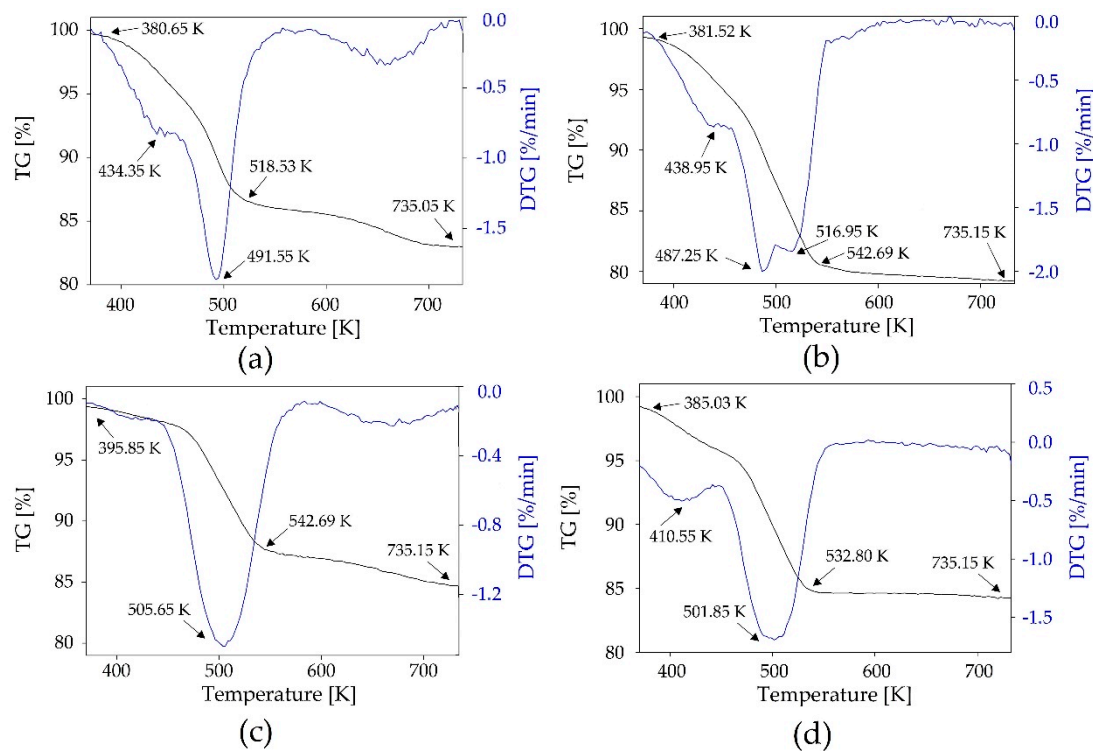 380.65 K
434.35 K
518.53 K
735.05 K
491.55 K
100
95
90
85
80
TG [%]
0.0
-0.5
-1.0
-1.5
DTG [%/min]
400
500
600
700
Temperature [K]
(a)
381.52 K
438.95 K
516.95 K
735.15 K
487.25 K
542.69 K
100
95
90
85
80
TG [%]
0.0
-0.5
-1.0
-1.5
-2.0
DTG [%/min]
400
500
600
700
Temperature [K]
(b)
395.85 K
542.69 K
735.15 K
505.65 K
100
95
90
85
80
TG [%]
0.0
-0.4
-0.8
-1.2
DTG [%/min]
400
500
600
700
Temperature [K]
(c)
385.03 K
410.55 K
532.80 K
735.15 K
501.85 K
100
95
90
85
80
TG [%]
0.5
0.0
-0.5
-1.0
-1.5
DTG [%/min]
400
500
600
700
Temperature [K]
(d)